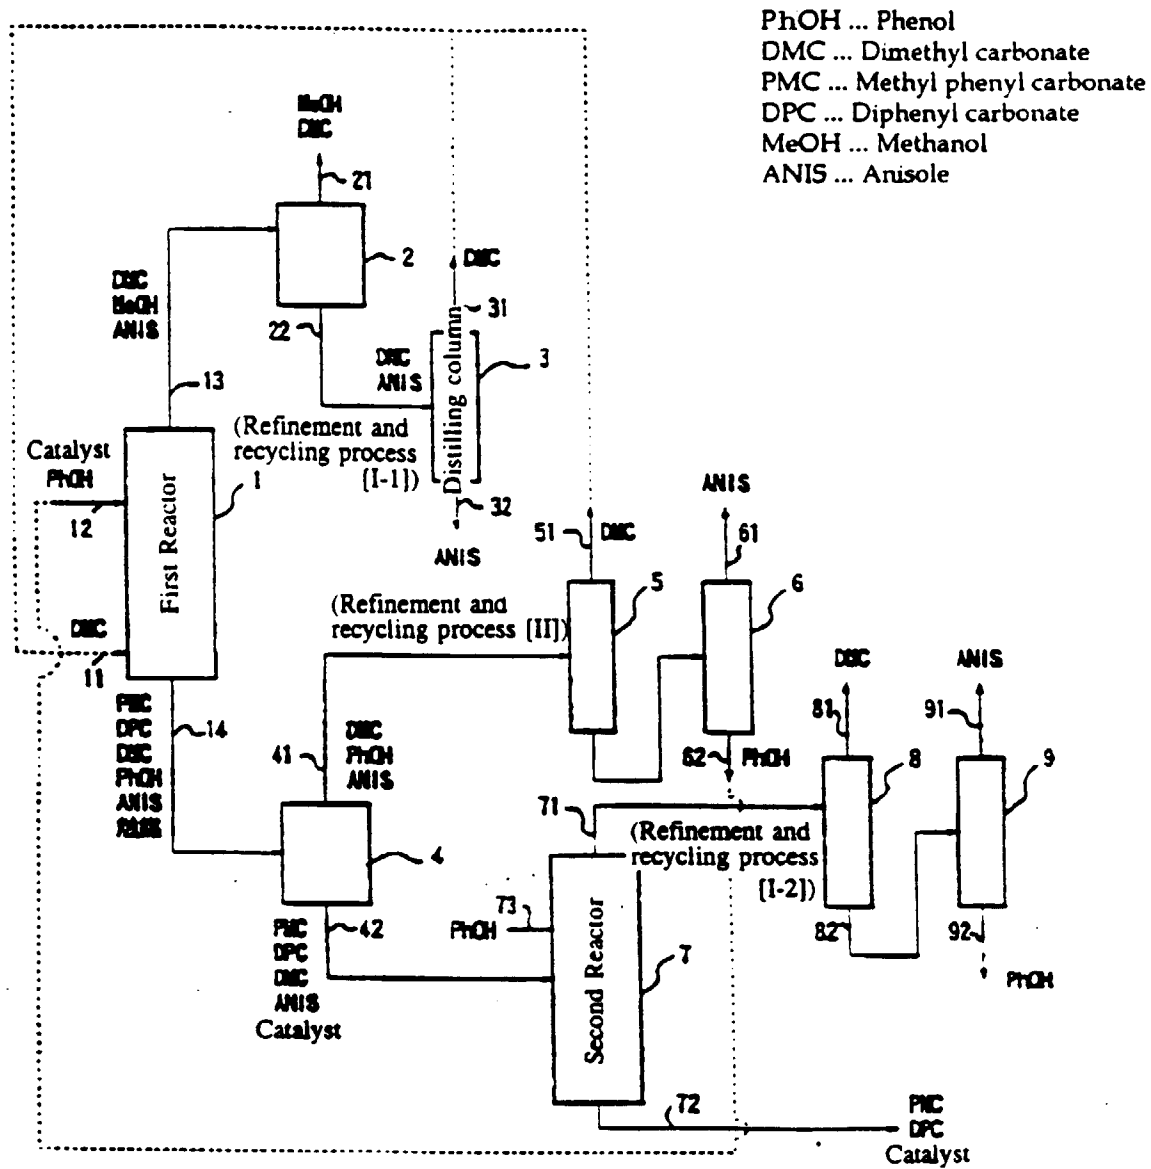 PhOH ... Phenol
DMC ... Dimethyl carbonate
PMC ... Methyl phenyl carbonate
DPC ... Diphenyl carbonate
MeOH ... Methanol
ANIS ... Anisole
MeOH
DMC
21
2
DMC
MeOH
ANIS
22
DMC
31
DMC
ANIS
3
Distilling column
13
(Refinement and
recycling process
[I-1])
Catalyst
PhOH
1
12
First Reactor
32
ANIS
ANIS
51
DMC
61
5
6
(Refinement and
recycling process [II])
DMC
11
PMC
DPC
DMC
PhOH
ANIS
14
41
DMC
PhOH
ANIS
62
PhOH
DMC
ANIS
81
91
8
9
71
(Refinement and
recycling process
[I-2])
4
42
PMC
DPC
DMC
ANIS
Catalyst
73
PhOH
Second Reactor
7
82
92
PhOH
72
PMC
DPC
Catalyst